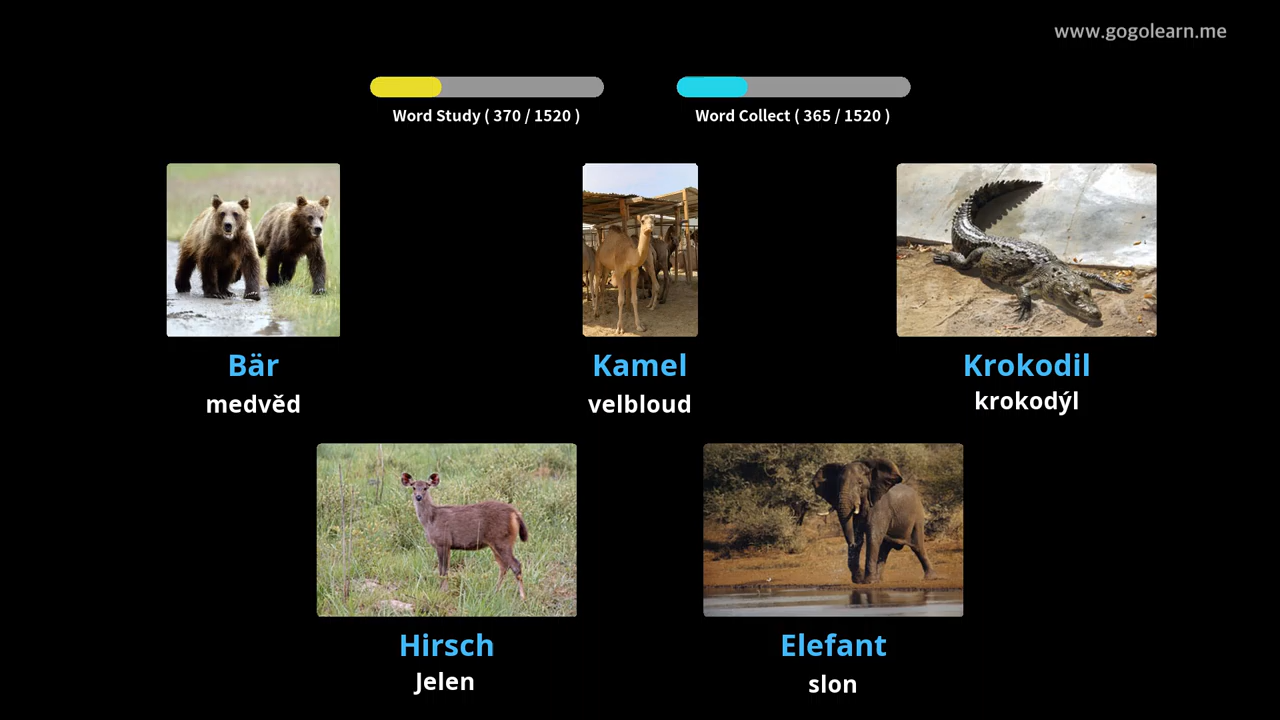 www.gogolearn.me
Word Study ( 370 / 1520 )
Word Collect ( 365 / 1520 )
Bär
medvěd
Kamel
velbloud
Krokodil
krokodýl
Hirsch
Jelen
Elefant
slon